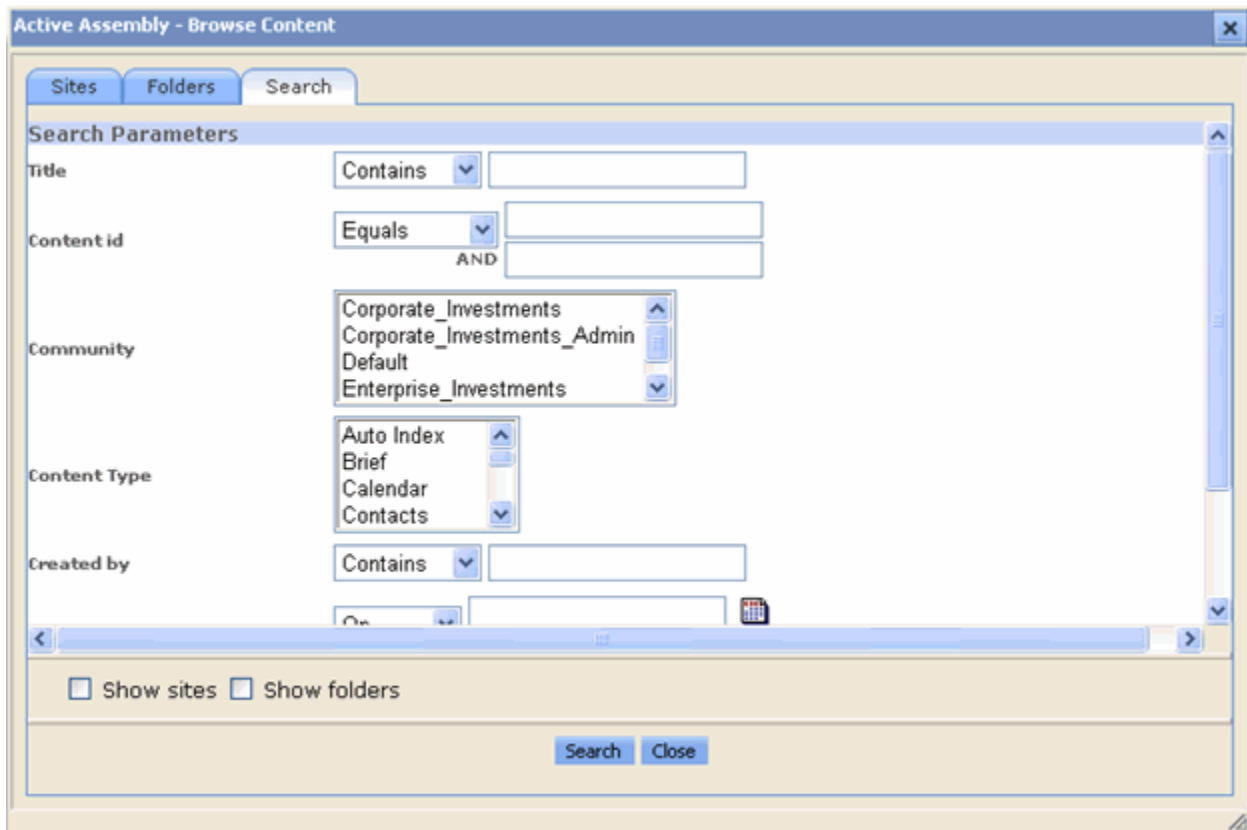 Active Assembly - Browse Content
Sites Folders Search
Search Parameters
Title Contains
Content id Equals
AND
Community
Corporate_Investments
Corporate_Investments_Admin
Default
Enterprise_Investments
Content Type
Auto Index
Brief
Calendar
Contacts
Created by Contains
On
Show sites Show folders
Search Close